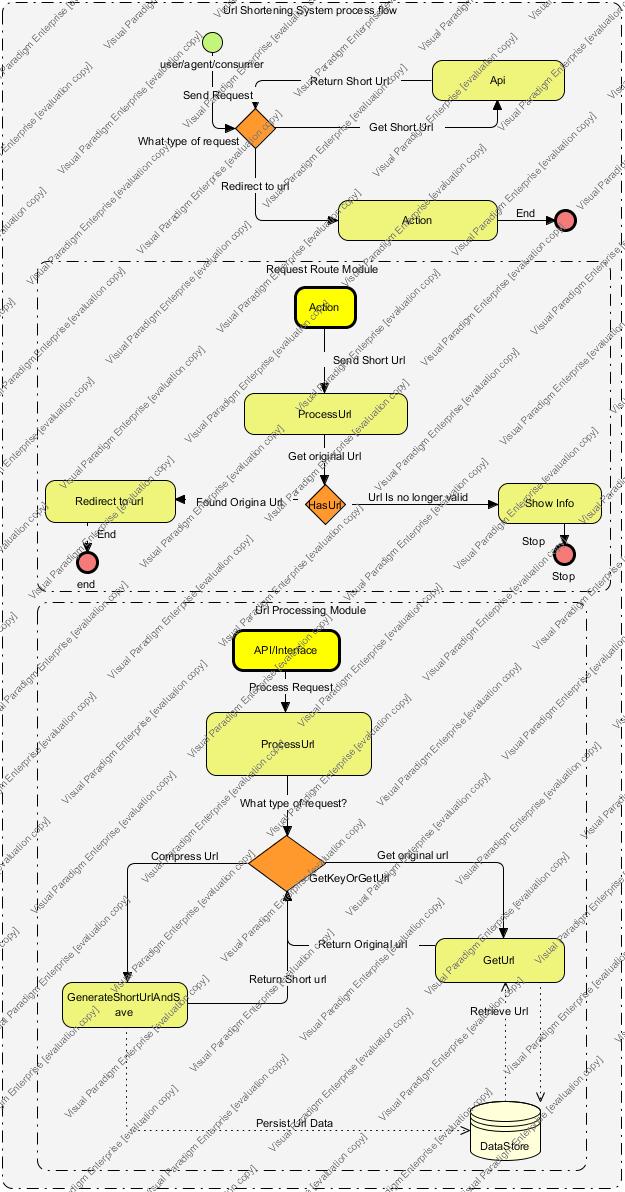 Url Shortening System process flow
user/agent/consumer
Return Short Url
Api
Send Request
Get Short Url
What type of request
Redirect to url
Action
End
Request Route Module
Action
Send Short Url
ProcessUrl
Get original Url
Redirect to url
Found Origina Url
HasUrl
Url Is no longer valid
Show Info
End
Stop
end
Stop
Url Processing Module
API/Interface
Process Request
ProcessUrl
What type of request?
Compress Url
Get original url
GetKeyOrGetUrl
Return Original url
GetUrl
Return Short url
GenerateShortUrlAndS
ave
Retrieve Url
Persist Url Data
DataStore
Visual Paradigm Enterprise [evaluation copy]